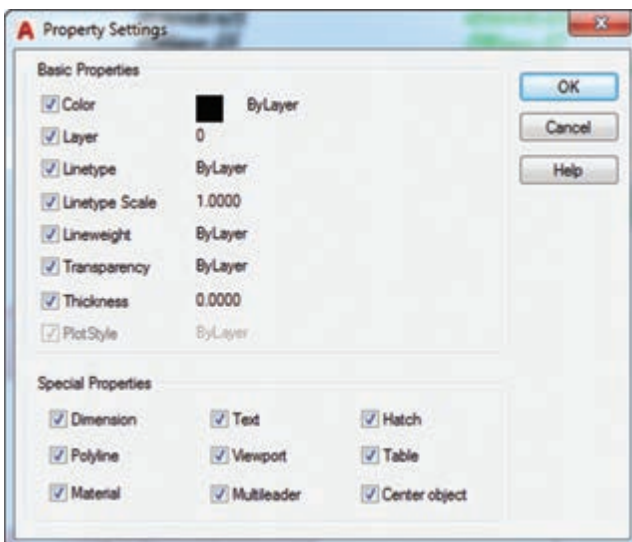 Property Settings
Basic Properties
Color ByLayer
Layer 0
Linetype ByLayer
Linetype Scale 1.0000
Lineweight ByLayer
Transparency ByLayer
Thickness 0.0000
PlotStyle ByLayer
OK
Cancel
Help
Special Properties
Dimension Text Hatch
Polyline Viewport Table
Material Multileader Center object